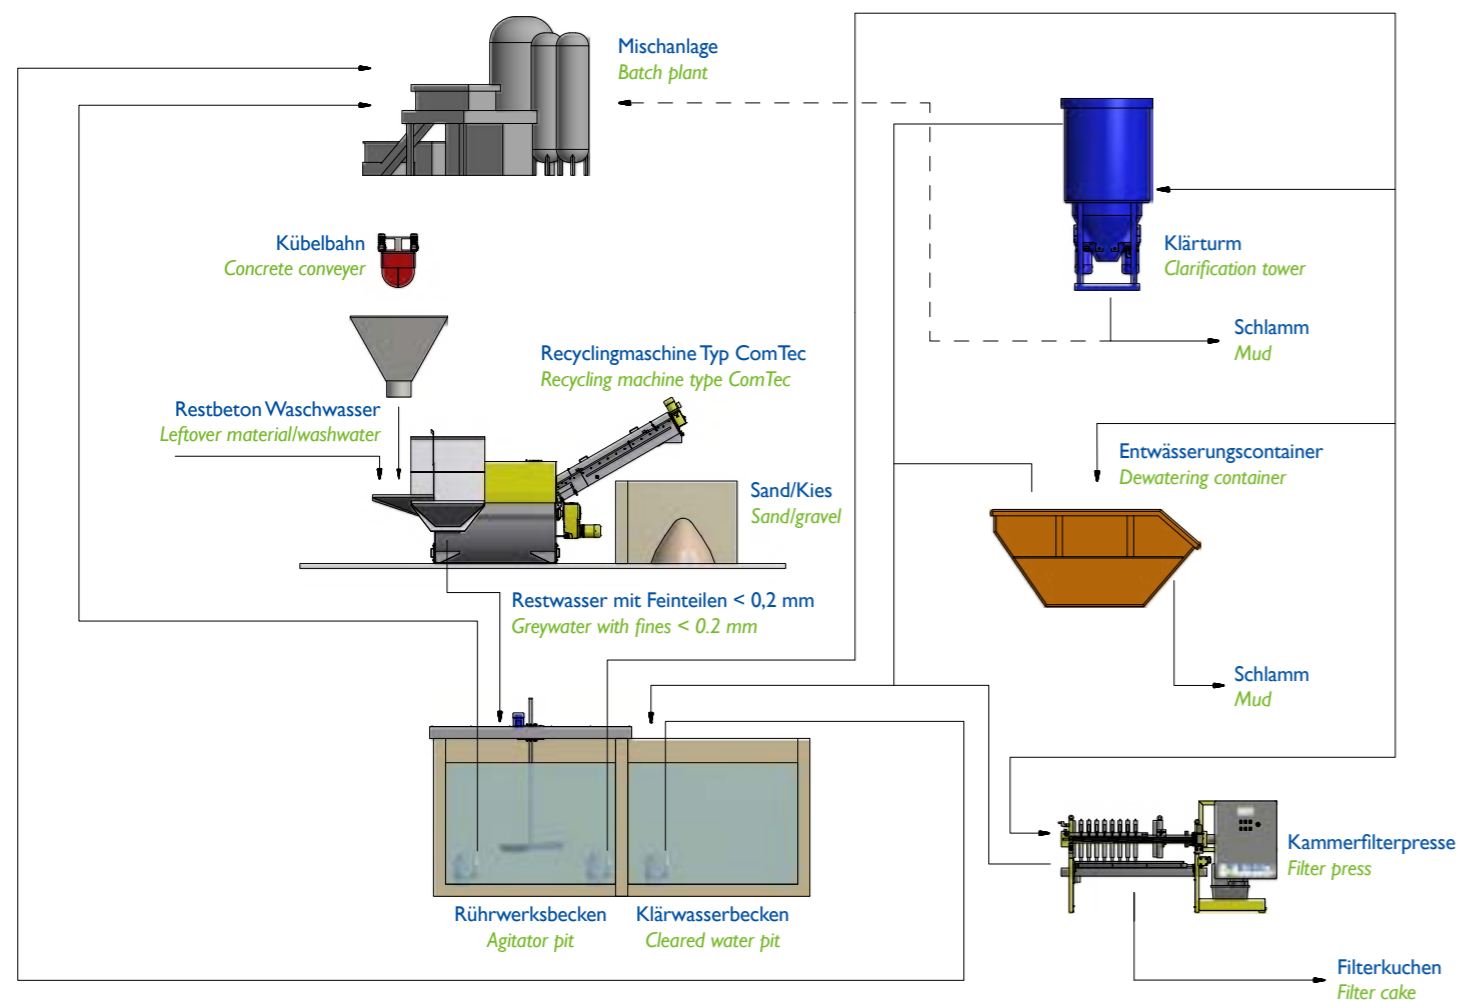 Mischanlage
Batch plant
Kübelbahn
Concrete conveyer
Klärturm
Clarification tower
Schlamm
Mud
Recyclingmaschine Typ ComTec
Recycling machine type ComTec
Restbeton Waschwasser
Leftover material/washwater
Entwässerungscontainer
Dewatering container
Sand/Kies
Sand/gravel
Restwasser mit Feinteilen < 0,2 mm
Greywater with fines < 0.2 mm
Schlamm
Mud
Kammerfilterpresse
Filter press
Rührwerksbecken
Agitator pit
Klärwasserbecken
Cleared water pit
Filterkuchen
Filter cake